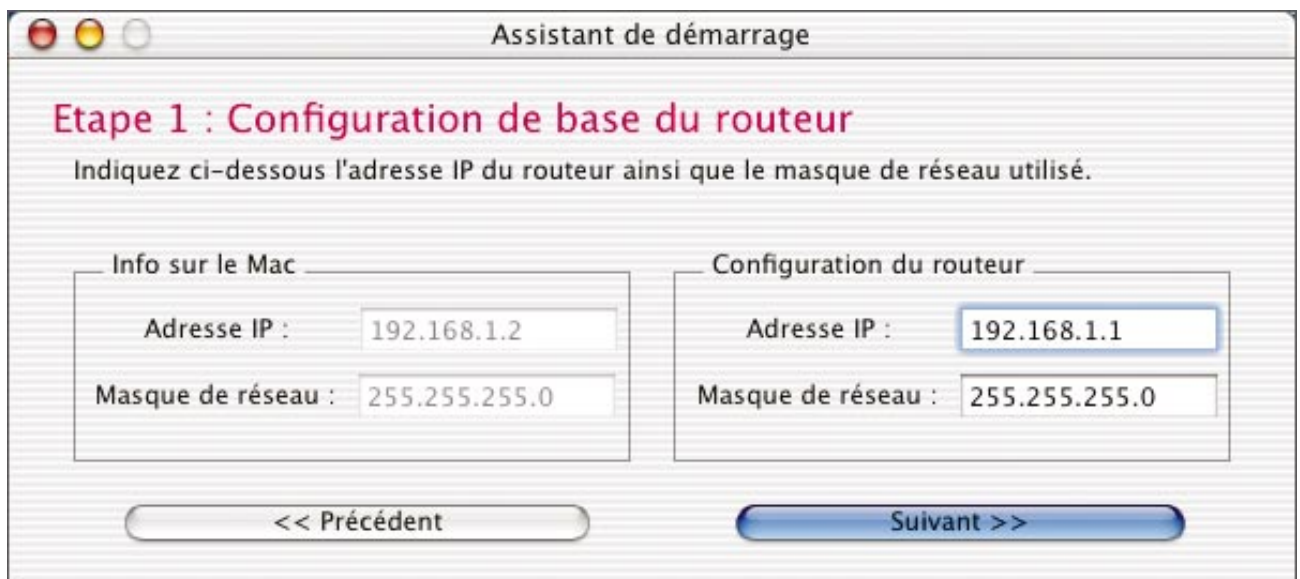 Assistant de démarrage
Etape 1 : Configuration de base du routeur
Indiquez ci-dessous l'adresse IP du routeur ainsi que le masque de réseau utilisé.
Info sur le Mac
Adresse IP : 192.168.1.2
Masque de réseau : 255.255.255.0
Configuration du routeur
Adresse IP : 192.168.1.1
Masque de réseau : 255.255.255.0
<< Précédent
Suivant >>